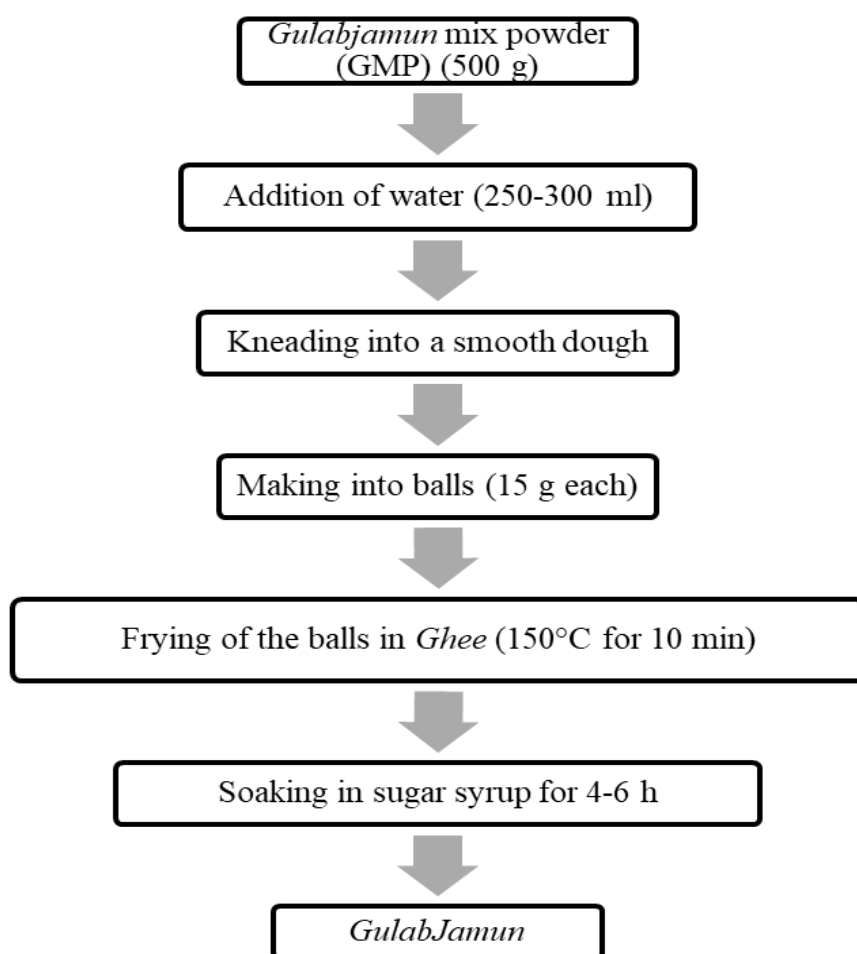 Gulabjamun mix powder
(GMP) (500 g)
Addition of water (250-300 ml)
Kneading into a smooth dough
Making into balls (15 g each)
Frying of the balls in Ghee (150°C for 10 min)
Soaking in sugar syrup for 4-6 h
GulabJamun